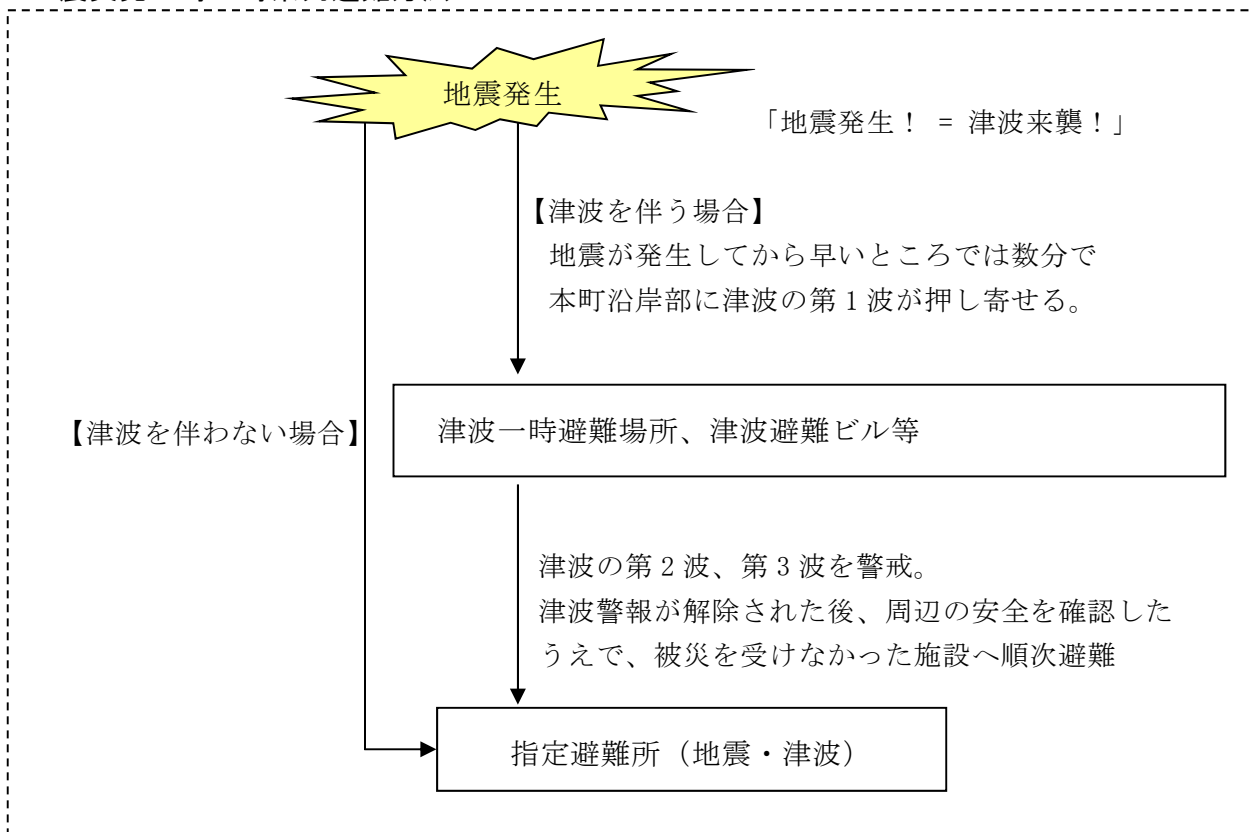 地震発生
「地震発生！ = 津波来襲！」
【津波を伴う場合】
地震が発生してから早いところでは数分で
本町沿岸部に津波の第１波が押し寄せる。
【津波を伴わない場合】
津波一時避難場所、津波避難ビル等
津波の第２波、第３波を警戒。
津波警報が解除された後、周辺の安全を確認した
うえで、被災を受けなかった施設へ順次避難
指定避難所（地震・津波）